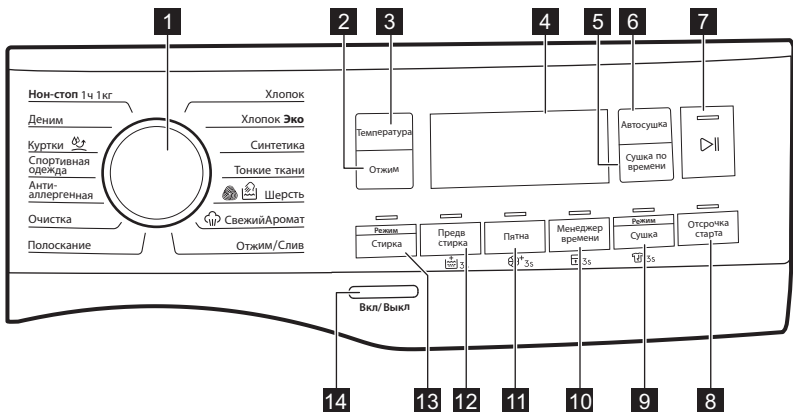 1
2
3
4
5
6
7
Нон-стоп 1ч 1кг
Деним
Куртки
Спортивная
одежда
Анти-
аллергенная
Очистка
Полоскание
Хлопок
Хлопок Эко
Синтетика
Тонкие ткани
Шерсть
СвежийАромат
Отжим/Слив
Температура
Отжим
Автосушка
Сушка по
времени
Режим
Стирка
Предв
стирка
3
Пятна
3s
Менеджер
времени
3s
Режим
Сушка
3s
Отсрочка
старта
Вкл/Выкл
14
13
12
11
10
9
8